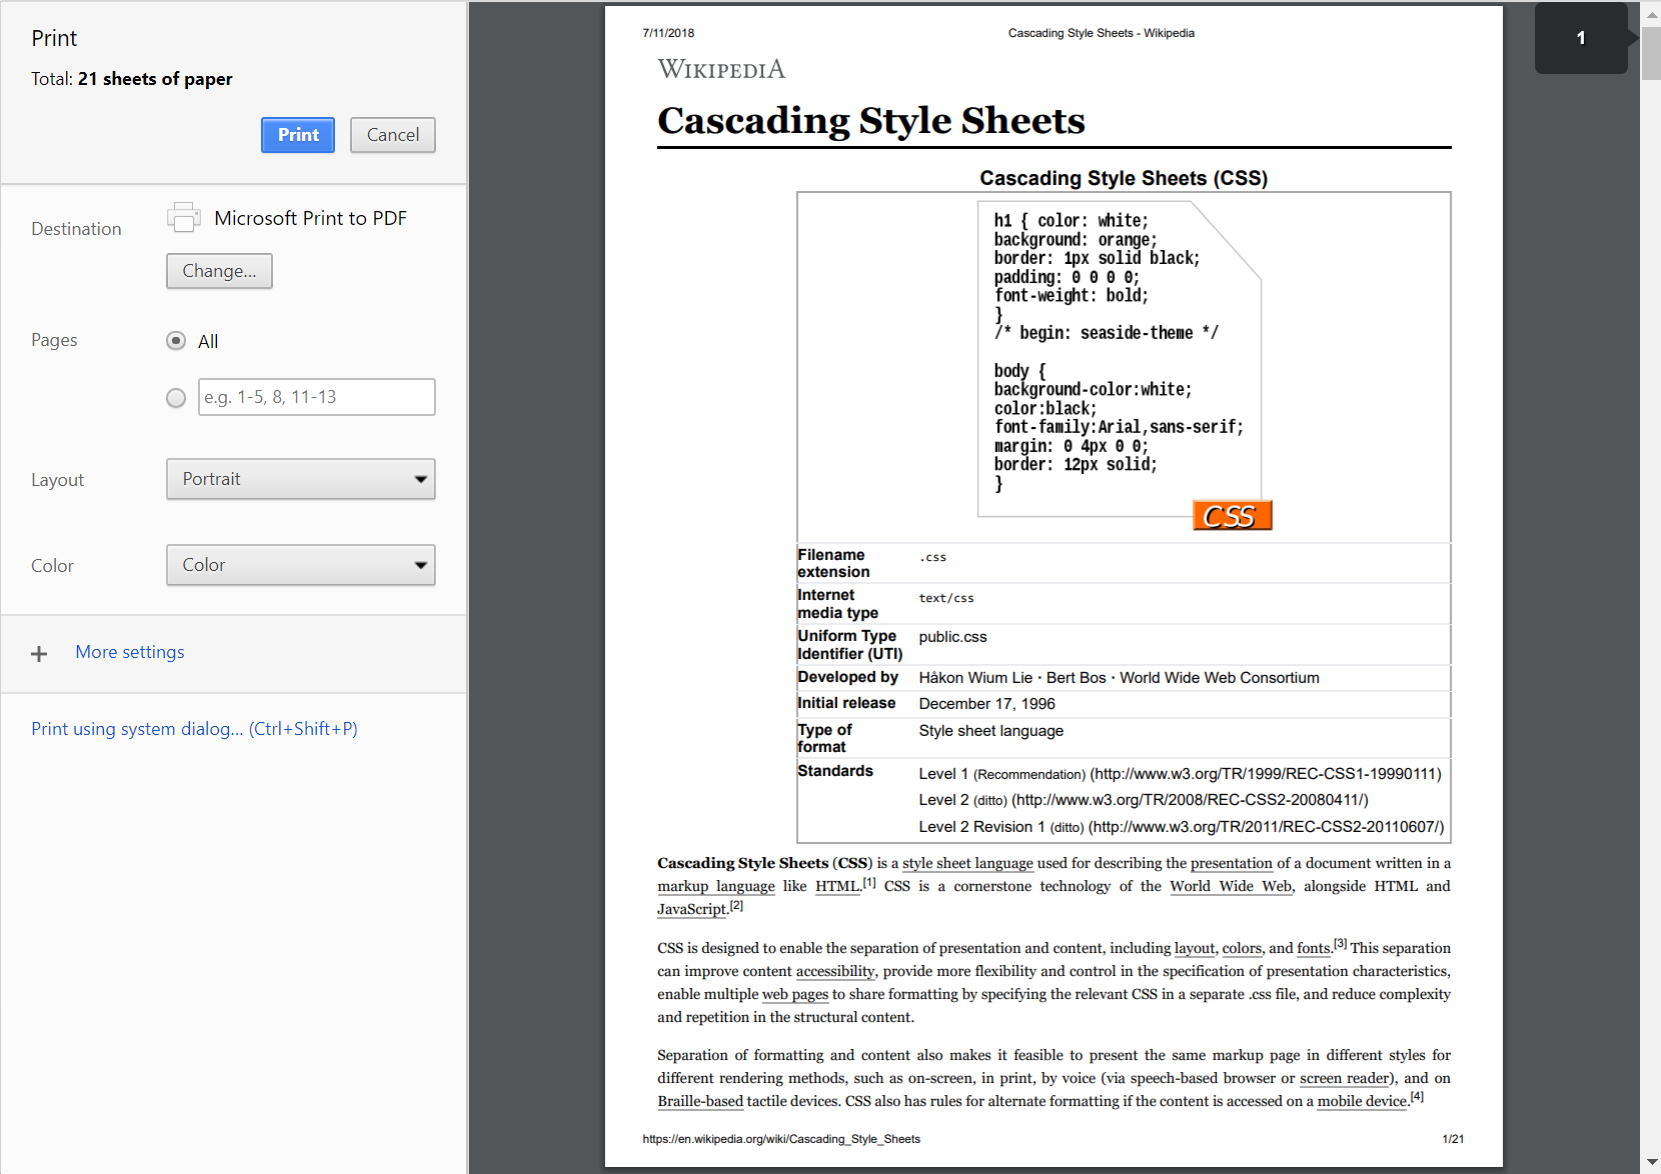 Print
Total: 21 sheets of paper
Print
Cancel
Destination
Microsoft Print to PDF
Change...
Pages
All
e.g. 1-5, 8, 11-13
Layout
Portrait
Color
Color
More settings
Print using system dialog... (Ctrl+Shift+P)
7/11/2018
Cascading Style Sheets - Wikipedia
WIKIPEDIA
Cascading Style Sheets
Cascading Style Sheets (CSS)
h1 { color: white;
background: orange;
border: 1px solid black;
padding: 0 0 0 0;
font-weight: bold;
}
/* begin: seaside-theme */
body {
background-color:white;
color:black;
font-family:Arial,sans-serif;
margin: 0 4px 0 0;
border: 12px solid;
}
CSS
Filename extension
.css
Internet media type
text/css
Uniform Type Identifier (UTI)
public.css
Developed by
Håkon Wium Lie · Bert Bos · World Wide Web Consortium
Initial release
December 17, 1996
Type of format
Style sheet language
Standards
Level 1 (Recommendation) (http://www.w3.org/TR/1999/REC-CSS1-19990111)
Level 2 (ditto) (http://www.w3.org/TR/2008/REC-CSS2-20080411/)
Level 2 Revision 1 (ditto) (http://www.w3.org/TR/2011/REC-CSS2-20110607/)
Cascading Style Sheets (CSS) is a style sheet language used for describing the presentation of a document written in a
markup language like HTML.[1] CSS is a cornerstone technology of the World Wide Web, alongside HTML and
JavaScript.[2]
CSS is designed to enable the separation of presentation and content, including layout, colors, and fonts.[3] This separation
can improve content accessibility, provide more flexibility and control in the specification of presentation characteristics,
enable multiple web pages to share formatting by specifying the relevant CSS in a separate .css file, and reduce complexity
and repetition in the structural content.
Separation of formatting and content also makes it feasible to present the same markup page in different styles for
different rendering methods, such as on-screen, in print, by voice (via speech-based browser or screen reader), and on
Braille-based tactile devices. CSS also has rules for alternate formatting if the content is accessed on a mobile device.[4]
https://en.wikipedia.org/wiki/Cascading_Style_Sheets
1/21
1